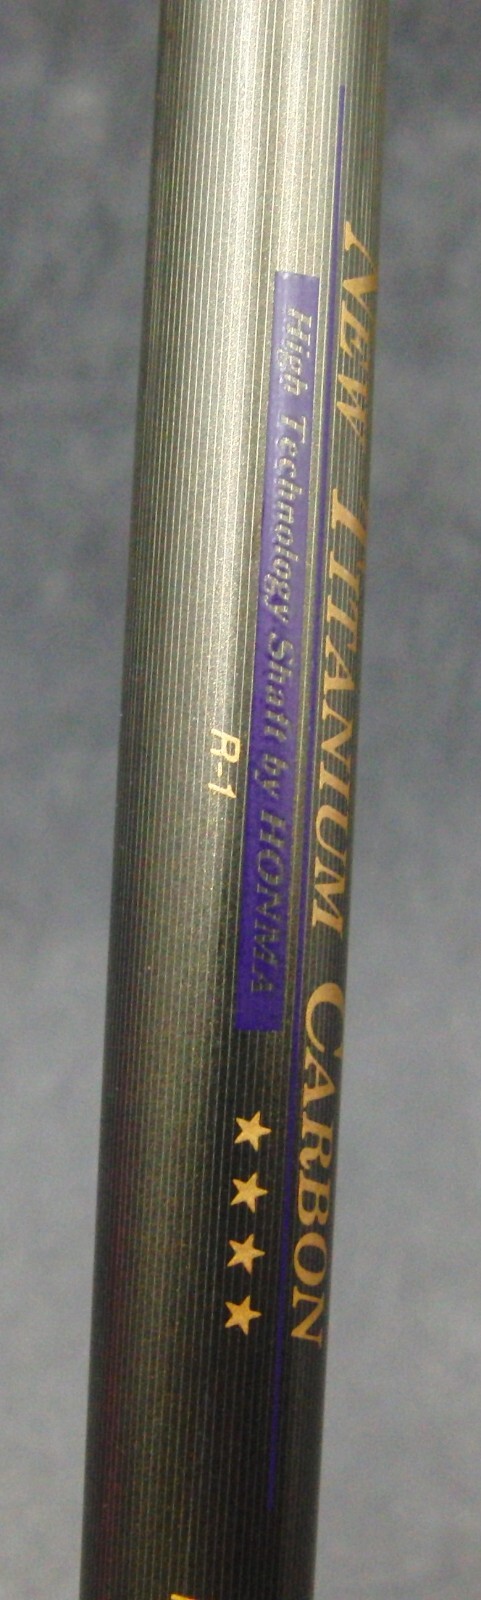 NEW TITANIUM CARBON
High Technology Shaft by HONMA
R-1